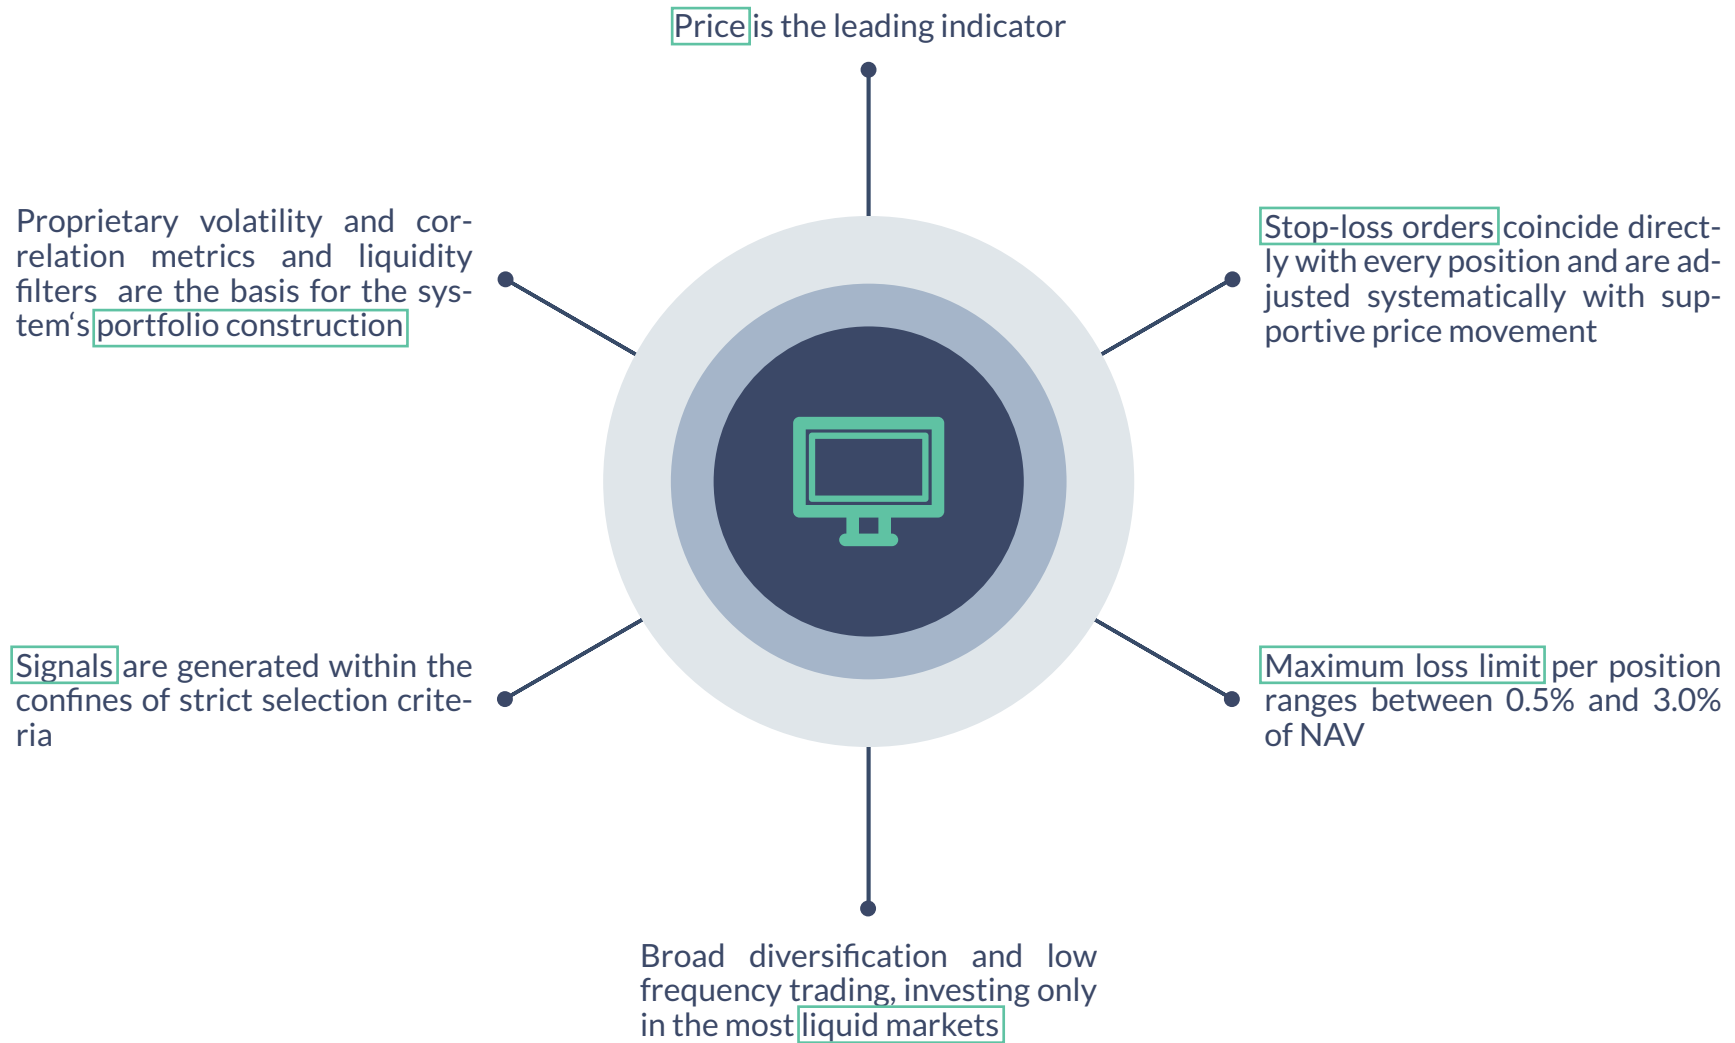 Price is the leading indicator
Proprietary volatility and cor-
relation metrics and liquidity
filters  are the basis for the sys-
tem‘s portfolio construction
Stop-loss orders coincide direct-
ly with every position and are ad-
justed systematically with sup-
portive price movement
Signals are generated within the
confines of strict selection crite-
ria
Maximum loss limit per position
ranges between 0.5% and 3.0%
of NAV
Broad diversification and low
frequency trading, investing only
in the most liquid markets